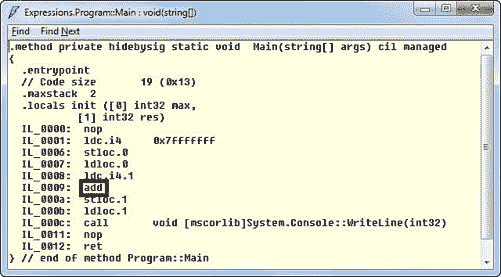 Expressions.Program::Main : void(string[])
Find Find Next
.method private hidebysig static void Main(string[] args) cil managed
{
.entrypoint
// Code size 19 (0x13)
.maxstack 2
.locals init ([0] int32 max,
[1] int32 res)
IL_0000: nop
IL_0001: ldc.i4 0x7fffffff
IL_0006: stloc.0
IL_0007: ldloc.0
IL_0008: ldc.i4.1
IL_0009: add
IL_000a: stloc.1
IL_000b: ldloc.1
IL_000c: call void [mscorlib]System.Console::WriteLine(int32)
IL_0011: nop
IL_0012: ret
} // end of method Program::Main